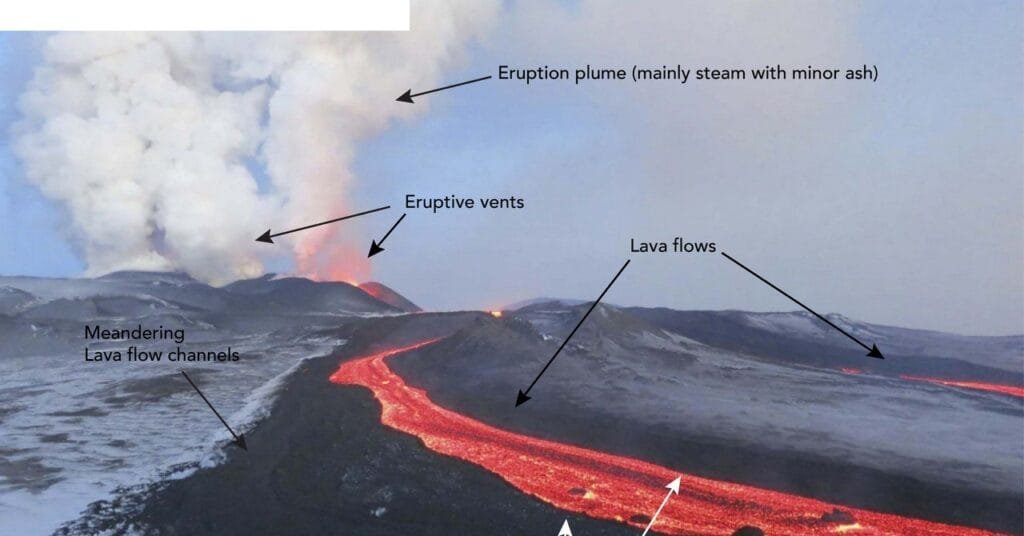 Eruption plume (mainly steam with minor ash)
Eruptive vents
Lava flows
Meandering
Lava flow channels